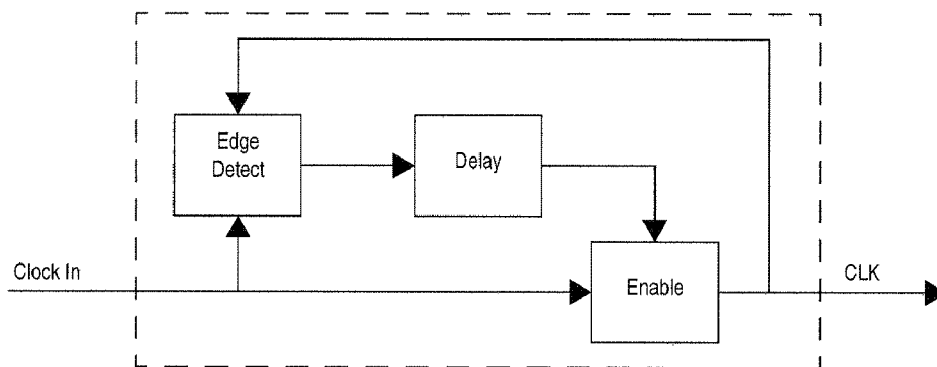 Edge
Detect
Delay
Clock In
Enable
CLK